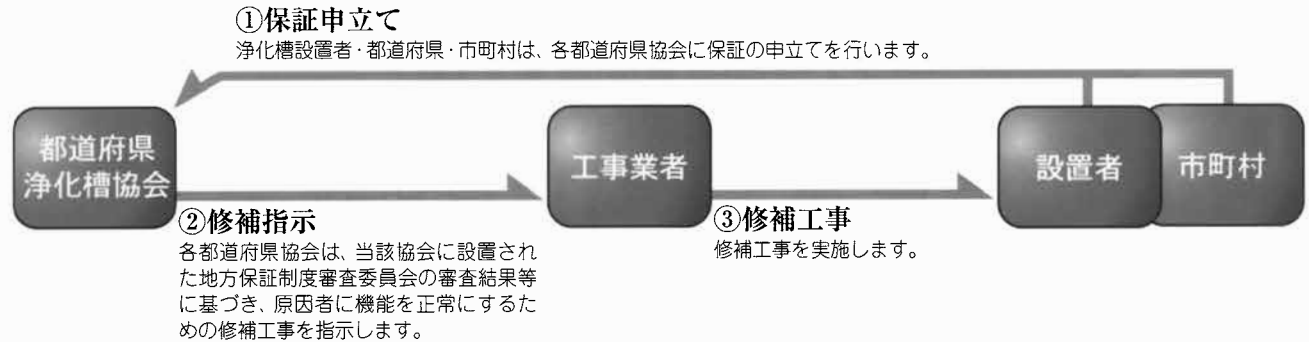 ①保証申立て
浄化槽設置者・都道府県・市町村は、各都道府県協会に保証の申立てを行います。
都道府県
浄化槽協会
工事業者
設置者
市町村
②修補指示
各都道府県協会は、当該協会に設置され
た地方保証制度審査委員会の審査結果等
に基づき、原因者に機能を正常にするた
めの修補工事を指示します。
③修補工事
修補工事を実施します。